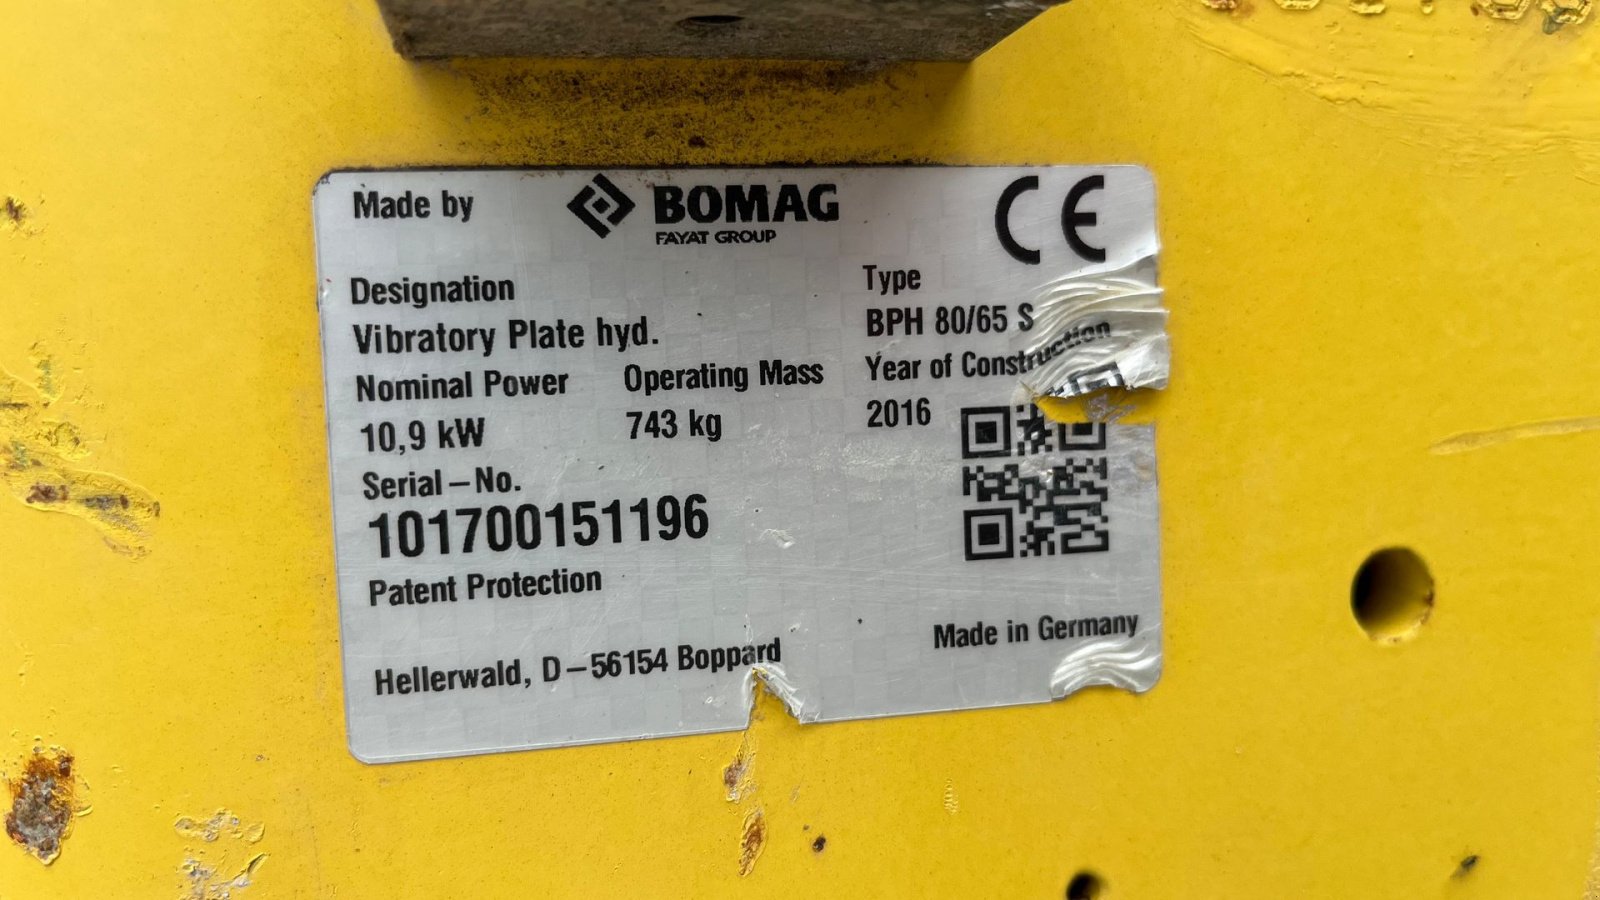 Made by BOMAG CE
FAYAT GROUP
Designation Type
Vibratory Plate hyd. BPH 80/65 S
Nominal Power Operating Mass Year of Construction
10,9 kW 743 kg 2016
Serial – No.
101700151196
Patent Protection
Hellerwald, D – 56154 Boppard Made in Germany